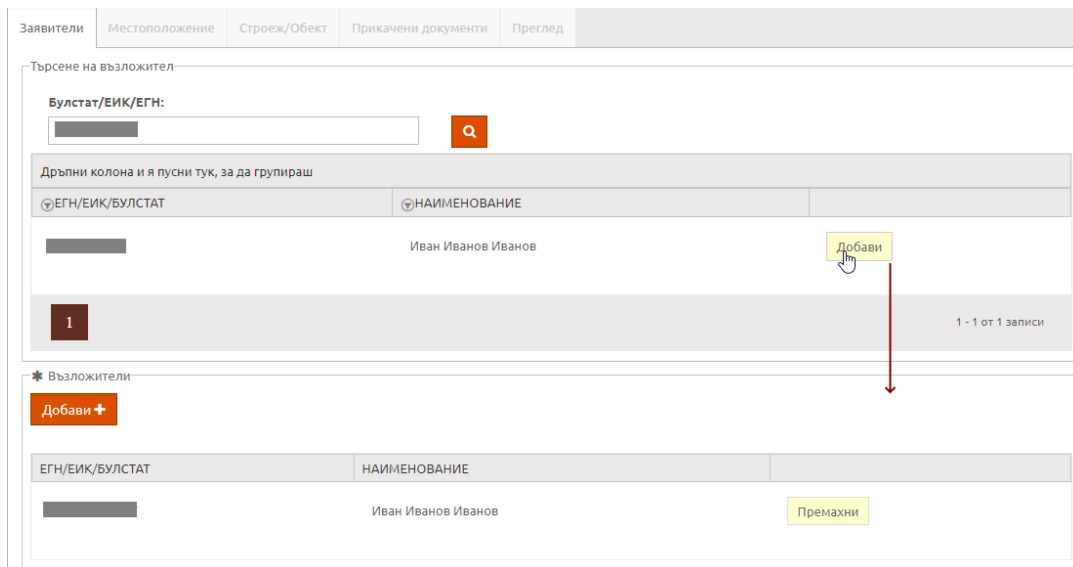 Заявители Местоположение Строеж/Обект Прикачени документи Преглед
Търсене на възложител
Булстат/ЕИК/ЕГН:
Дръпни колона и я пусни тук, за да групираш
ЕГН/ЕИК/БУЛСТАТ НАИМЕНОВАНИЕ
Иван Иванов Иванов Добави
1 1 - 1 от 1 записи
✱ Възложители
Добави +
ЕГН/ЕИК/БУЛСТАТ НАИМЕНОВАНИЕ
Иван Иванов Иванов Премахни